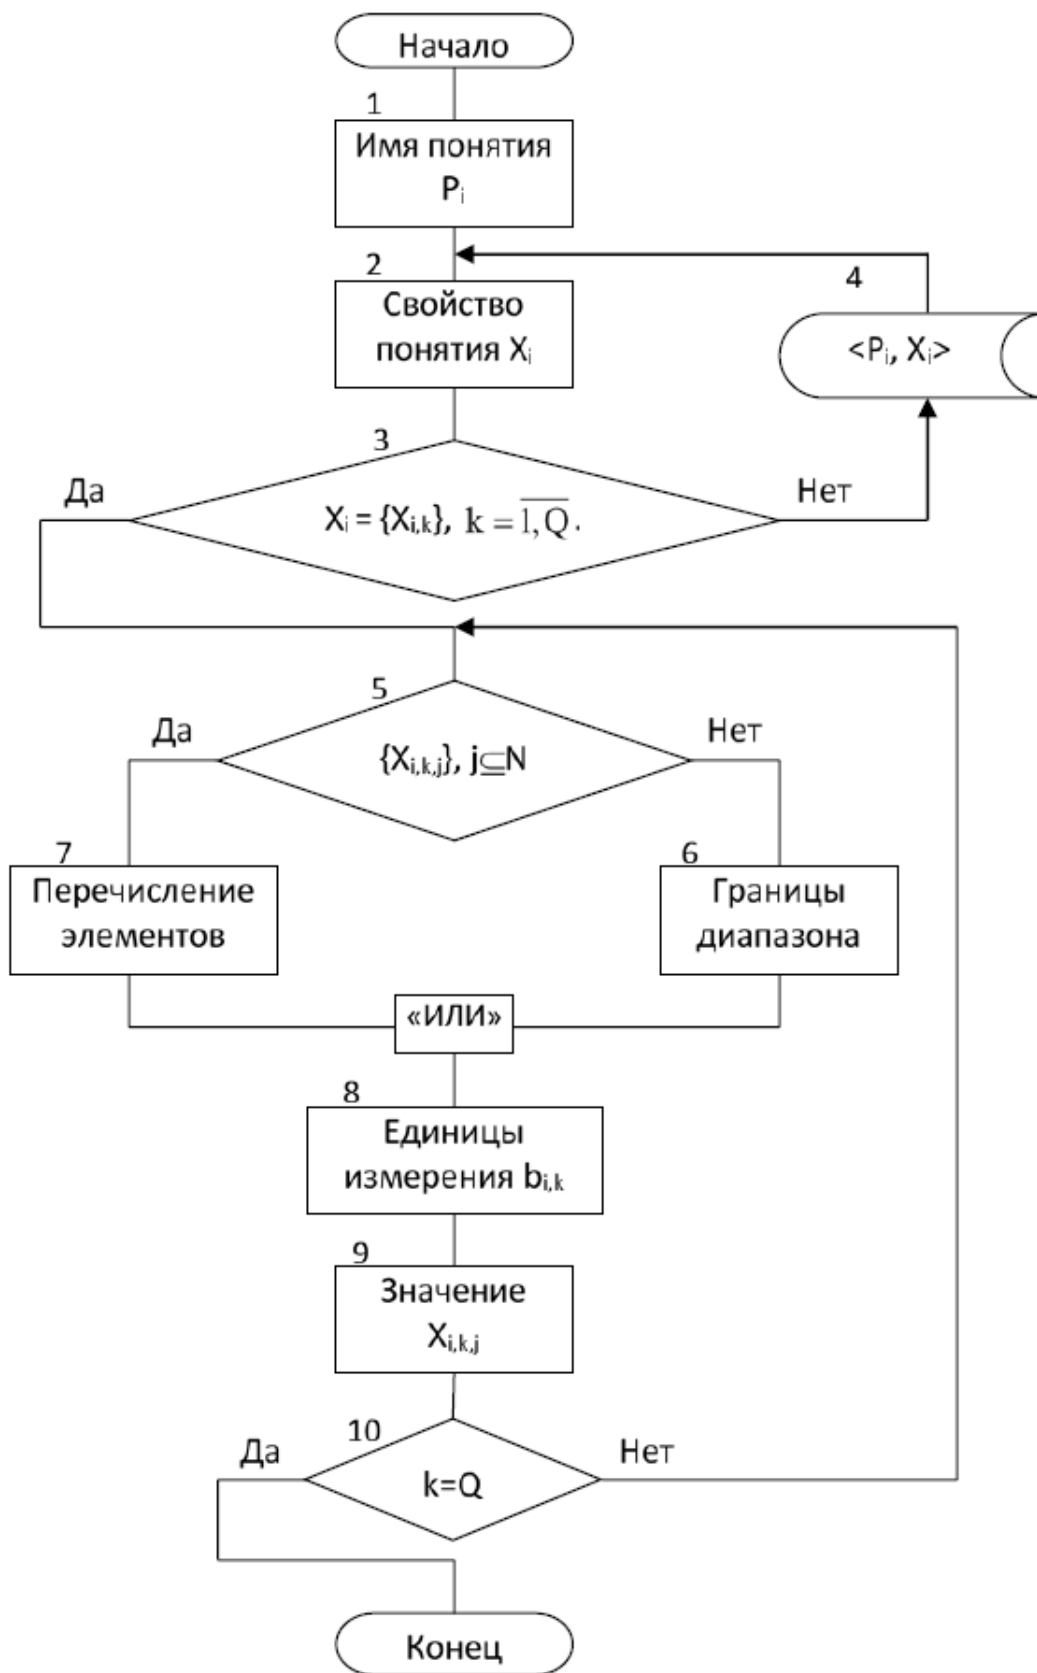 Начало
1
Имя понятия
Pi
2
Свойство
понятия Xi
4
<Pi, Xi>
3
Да
Нет
Xi = {Xi,k}, k = 1,Q.
5
Да
Нет
{Xi,k,j}, j⊆N
7
Перечисление
элементов
6
Границы
диапазона
«ИЛИ»
8
Единицы
измерения bi,k
9
Значение
Xi,k,j
10
Да
Нет
k=Q
Конец